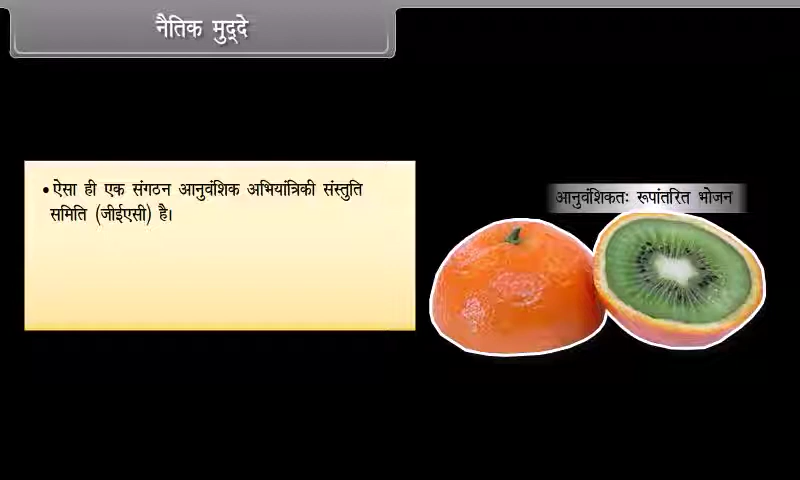 नैतिक मुद्दे
• ऐसा ही एक संगठन आनुवंशिक अभियांत्रिकी संस्तुति
समिति (जीईएसी) है।
आनुवंशिकतः रूपांतरित भोजन